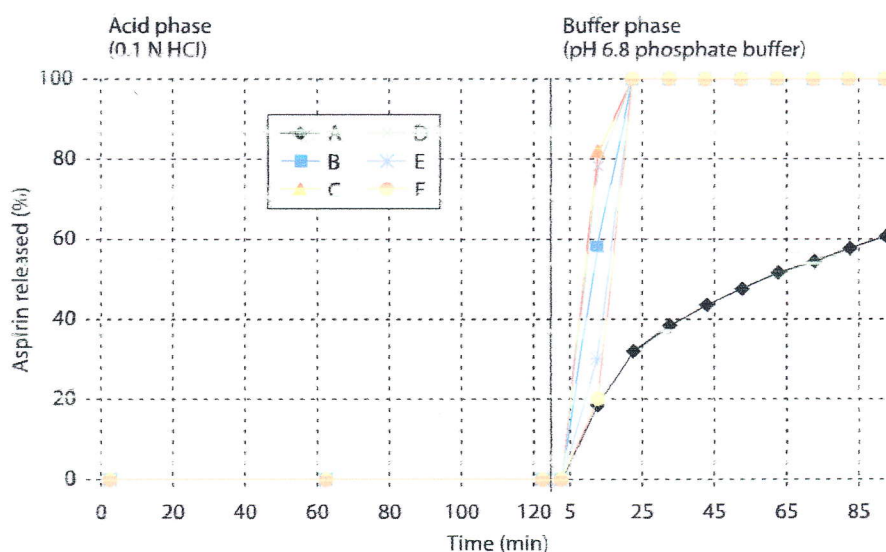 Acid phase
(0.1 N HCl)
Buffer phase
(pH 6.8 phosphate buffer)
Aspirin released (%)
100
80
60
40
20
0
A D
B E
C F
0 20 40 60 80 100 120 5 25 45 65 85
Time (min)